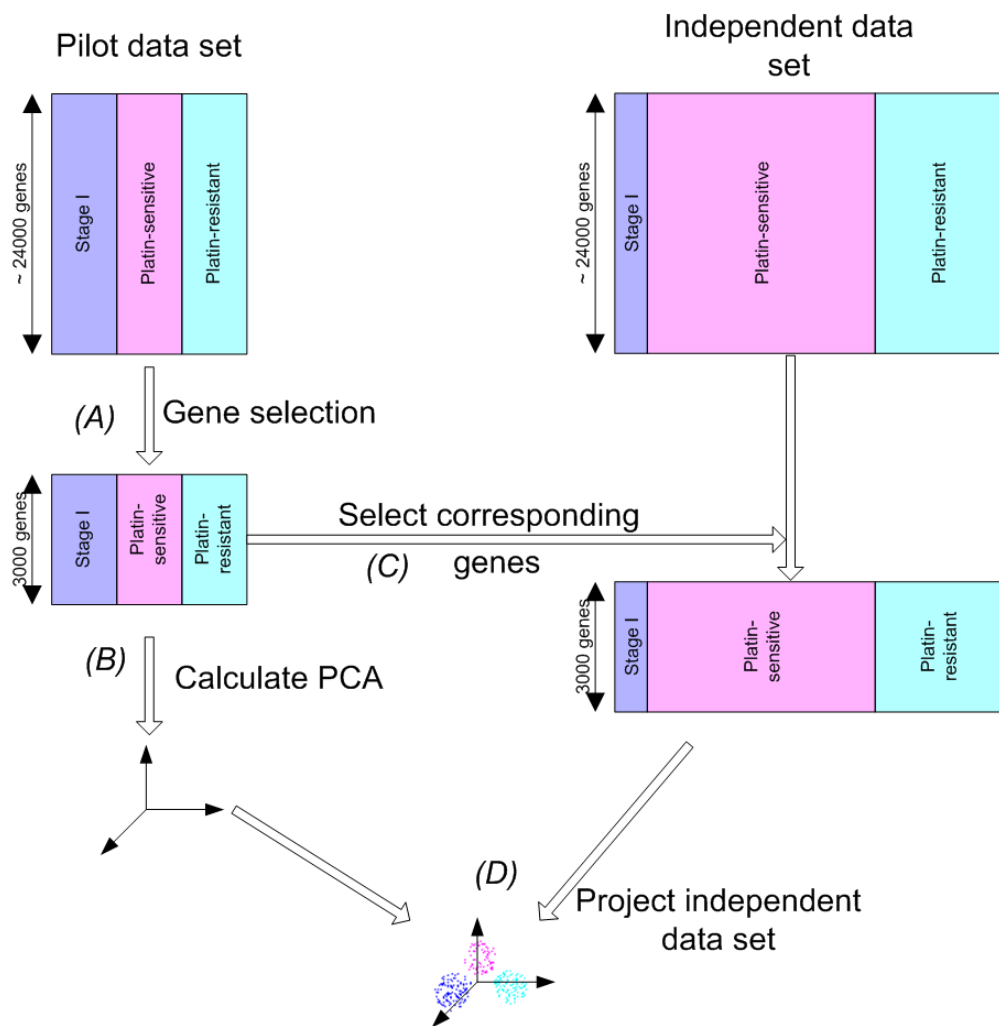 Pilot data set
Independent data
set
~ 24000 genes
Stage I
Platin-sensitive
Platin-resistant
~ 24000 genes
Stage I
Platin-sensitive
Platin-resistant
(A)
Gene selection
3000 genes
Stage I
Platin-
sensitive
Platin-
resistant
Select corresponding
(C)
genes
3000 genes
Stage I
Platin-
sensitive
Platin-
resistant
(B)
Calculate PCA
(D)
Project independent
data set